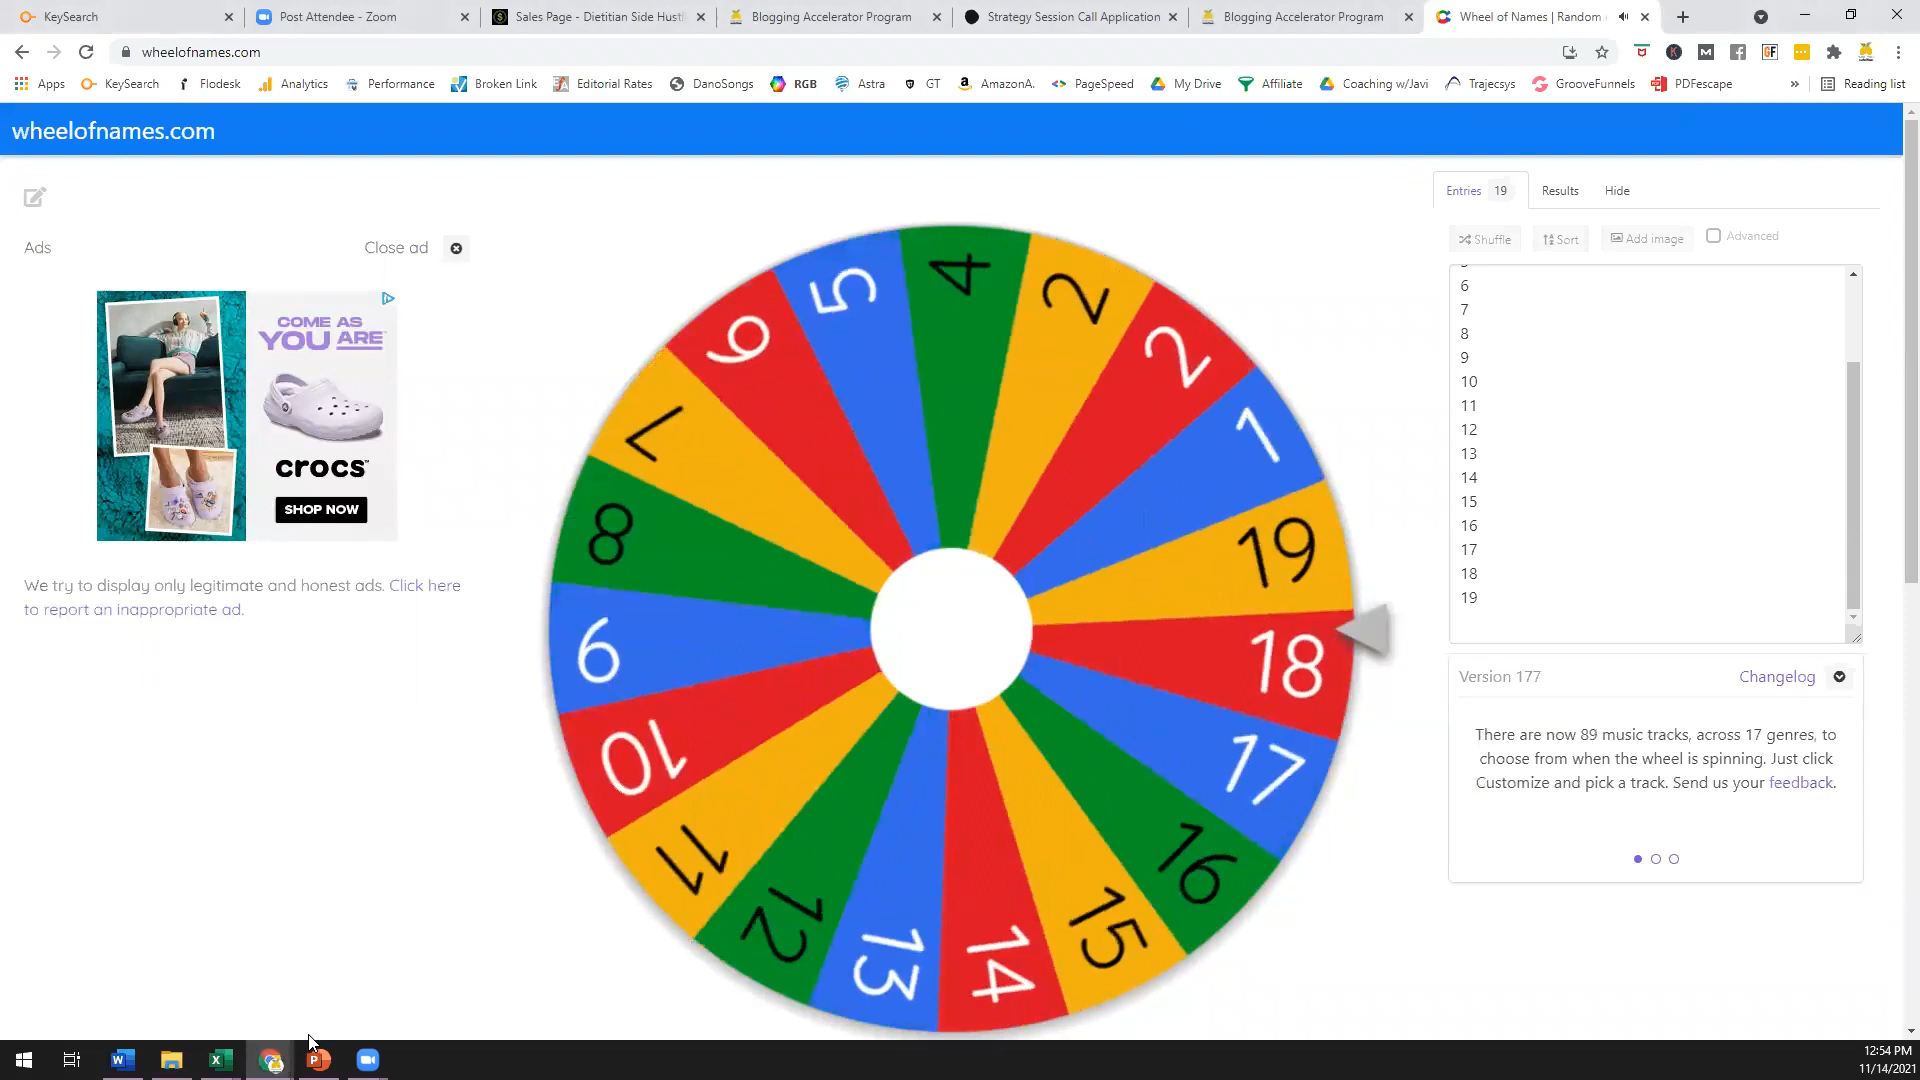 KeySearch
Post Attendee - Zoom
Sales Page - Dietitian Side Hustl
Blogging Accelerator Program
Strategy Session Call Application
Blogging Accelerator Program
Wheel of Names | Random
wheelofnames.com
Apps
KeySearch
Flodesk
Analytics
Performance
Broken Link
Editorial Rates
DanoSongs
RGB
Astra
GT
AmazonA.
PageSpeed
My Drive
Affiliate
Coaching w/Javi
Trajecsys
GrooveFunnels
PDFescape
»
Reading list
wheelofnames.com
Ads
Close ad
COME AS
YOU ARE™
crocs™
SHOP NOW
We try to display only legitimate and honest ads. Click here
to report an inappropriate ad.
4
2
2
1
19
18
17
16
15
14
13
12
11
10
9
8
7
6
5
Entries 19
Results
Hide
Shuffle
Sort
Add image
Advanced
6
7
8
9
10
11
12
13
14
15
16
17
18
19
Version 177
Changelog
There are now 89 music tracks, across 17 genres, to
choose from when the wheel is spinning. Just click
Customize and pick a track. Send us your feedback.
12:54 PM
11/14/2021